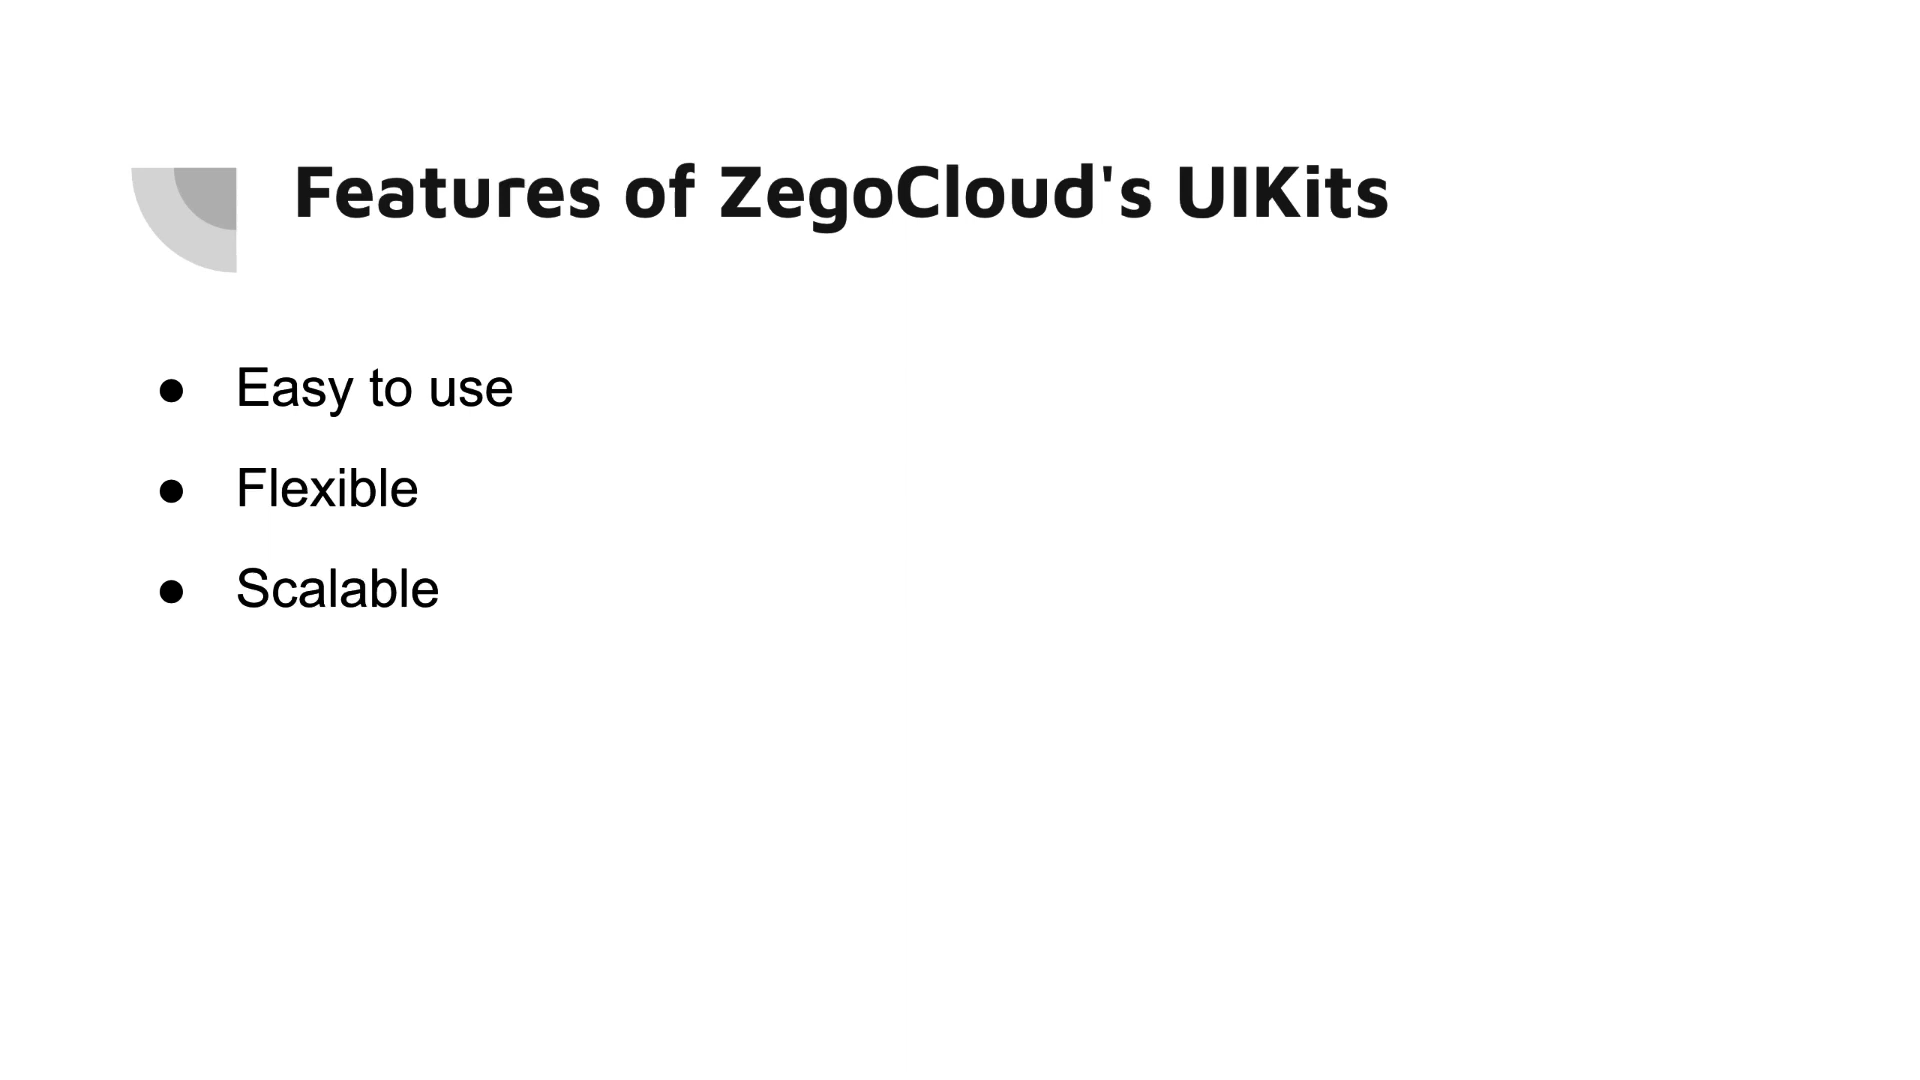 Features of ZegoCloud's UIKits
● Easy to use
● Flexible
● Scalable